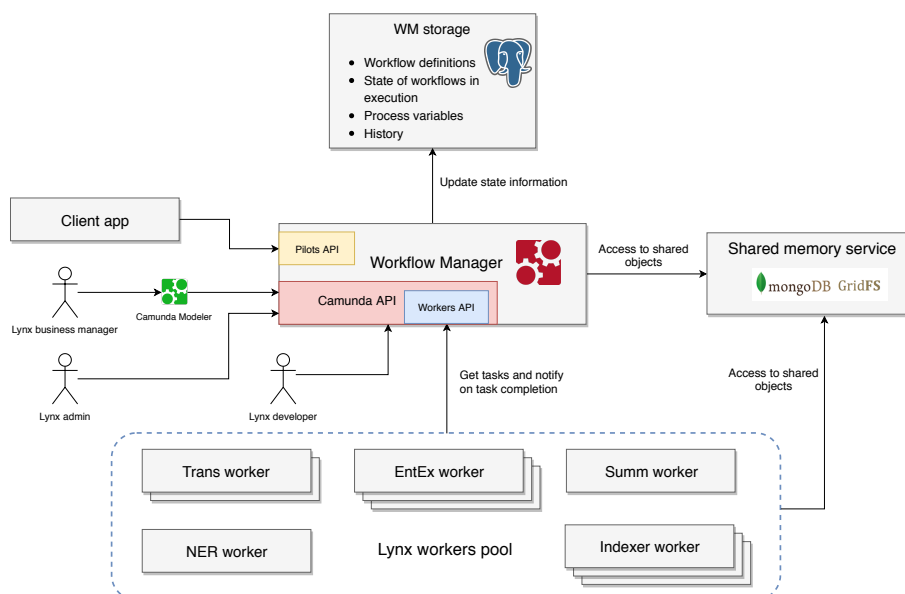 WM storage
Workflow definitions
State of workflows in
execution
Process variables
History
Update state information
Client app
Pilots API
Workflow Manager
Access to shared
objects
Shared memory service
mongoDB GridFS
Camunda API
Workers API
Lynx business manager
Camunda Modeler
Lynx admin
Lynx developer
Get tasks and notify
on task completion
Access to shared
objects
Trans worker
EntEx worker
Summ worker
NER worker
Lynx workers pool
Indexer worker